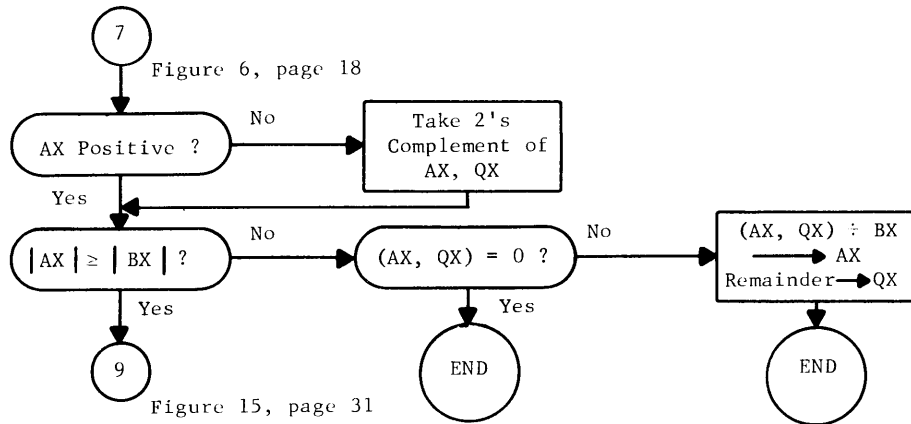 7
Figure 6, page 18
AX Positive ?
No
Take 2's
Complement of
AX, QX
Yes
|AX| ≥ |BX| ?
No
(AX, QX) = 0 ?
No
(AX, QX) ÷ BX
→ AX
Remainder → QX
Yes
Yes
9
END
END
Figure 15, page 31